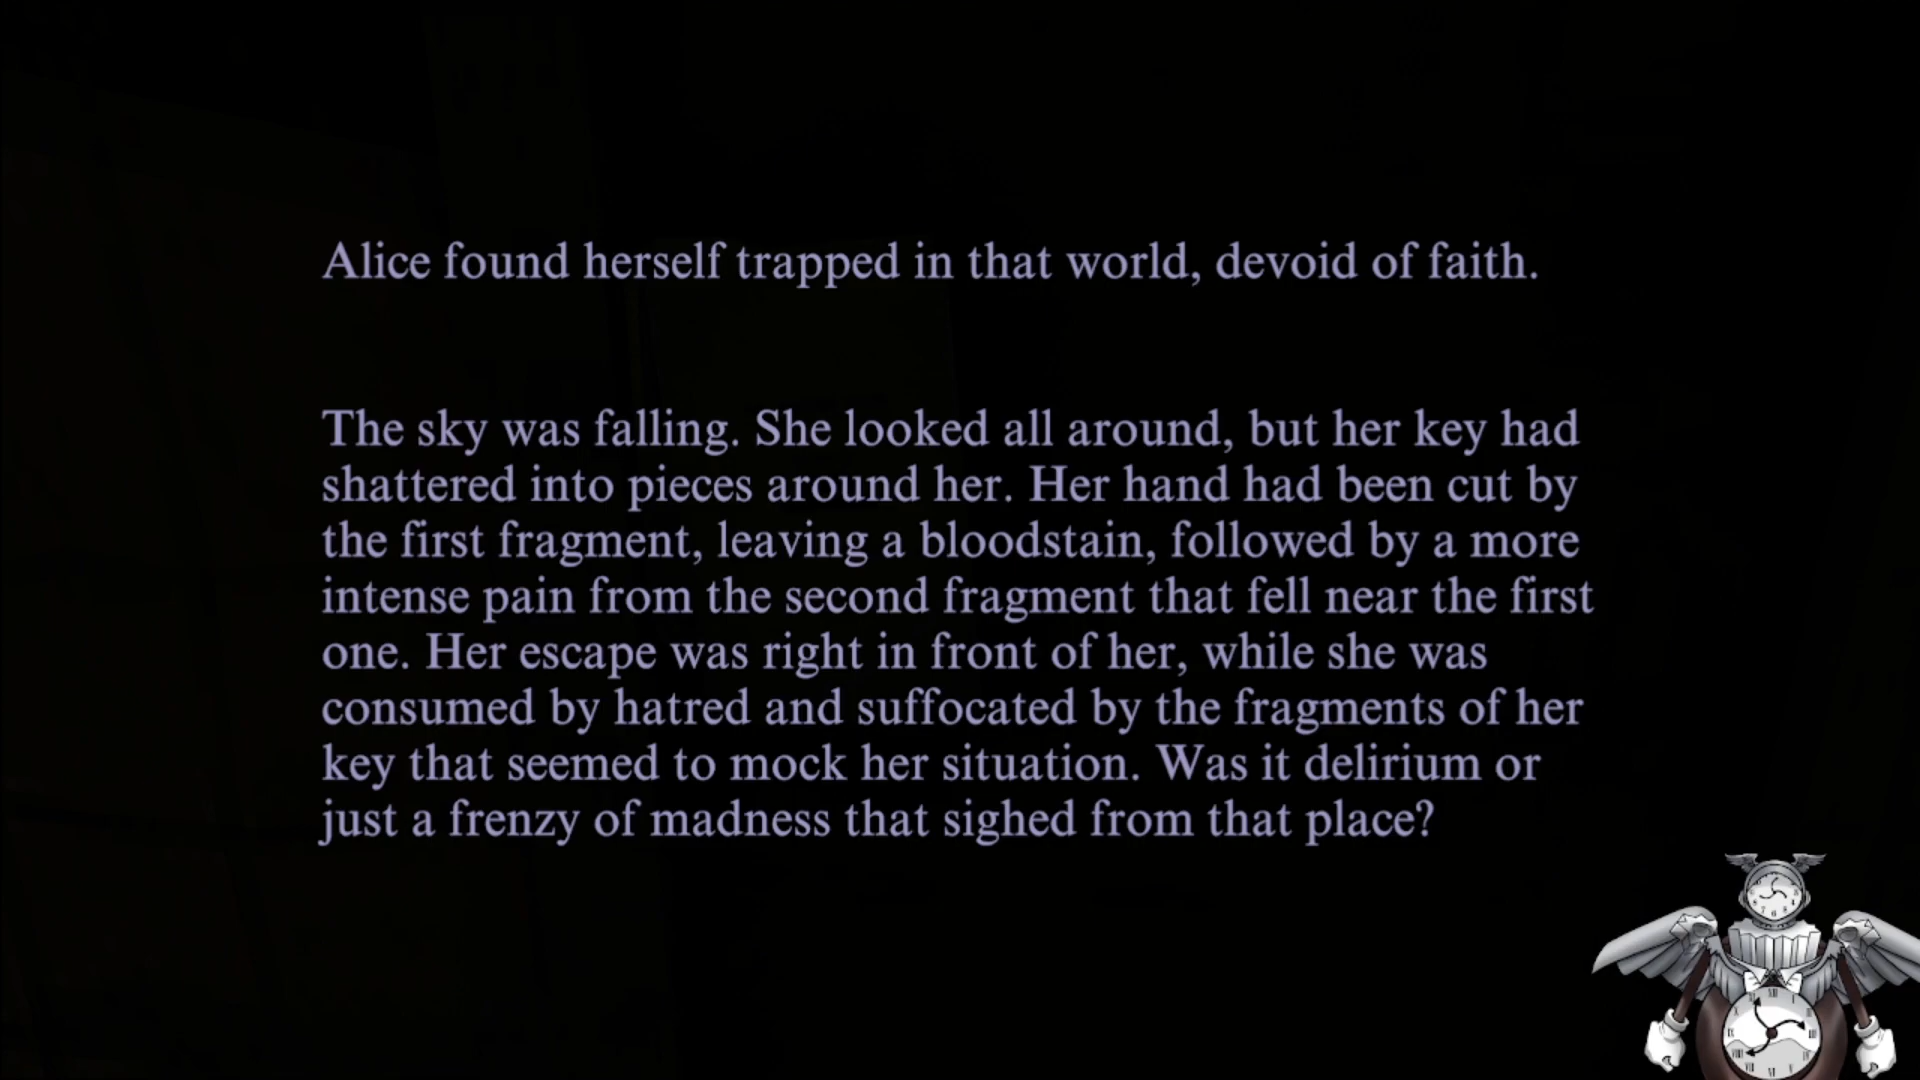 Alice found herself trapped in that world, devoid of faith.
The sky was falling. She looked all around, but her key had
shattered into pieces around her. Her hand had been cut by
the first fragment, leaving a bloodstain, followed by a more
intense pain from the second fragment that fell near the first
one. Her escape was right in front of her, while she was
consumed by hatred and suffocated by the fragments of her
key that seemed to mock her situation. Was it delirium or
just a frenzy of madness that sighed from that place?